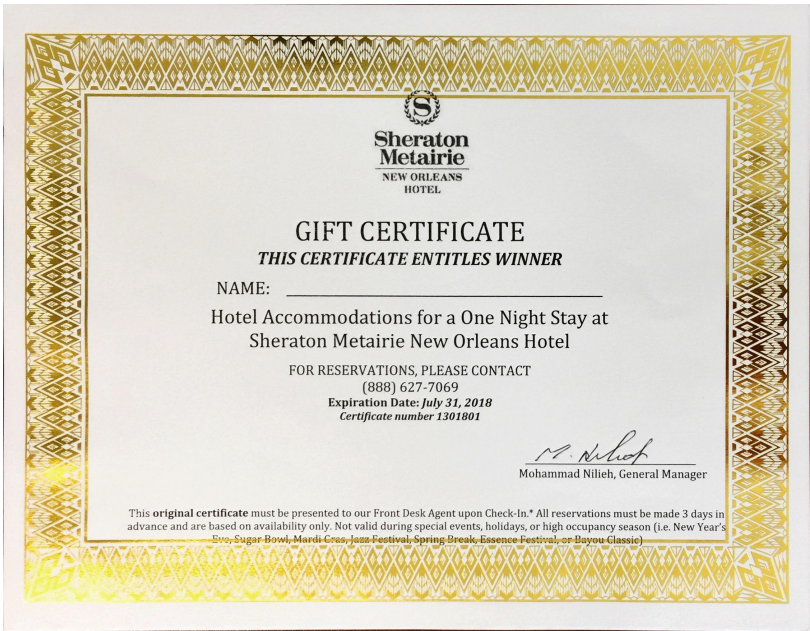 S
Sheraton
Metairie
NEW ORLEANS
HOTEL
GIFT CERTIFICATE
THIS CERTIFICATE ENTITLES WINNER
NAME:
Hotel Accommodations for a One Night Stay at
Sheraton Metairie New Orleans Hotel
FOR RESERVATIONS, PLEASE CONTACT
(888) 627-7069
Expiration Date: July 31, 2018
Certificate number 1301801
M. Nilieh
Mohammad Nilieh, General Manager
This original certificate must be presented to our Front Desk Agent upon Check-In.* All reservations must be made 3 days in
advance and are based on availability only. Not valid during special events, holidays, or high occupancy season (i.e. New Year's
Eve, Sugar Bowl, Mardi Gras, Jazz Festival, Spring Break, Essence Festival, or Bayou Classic)